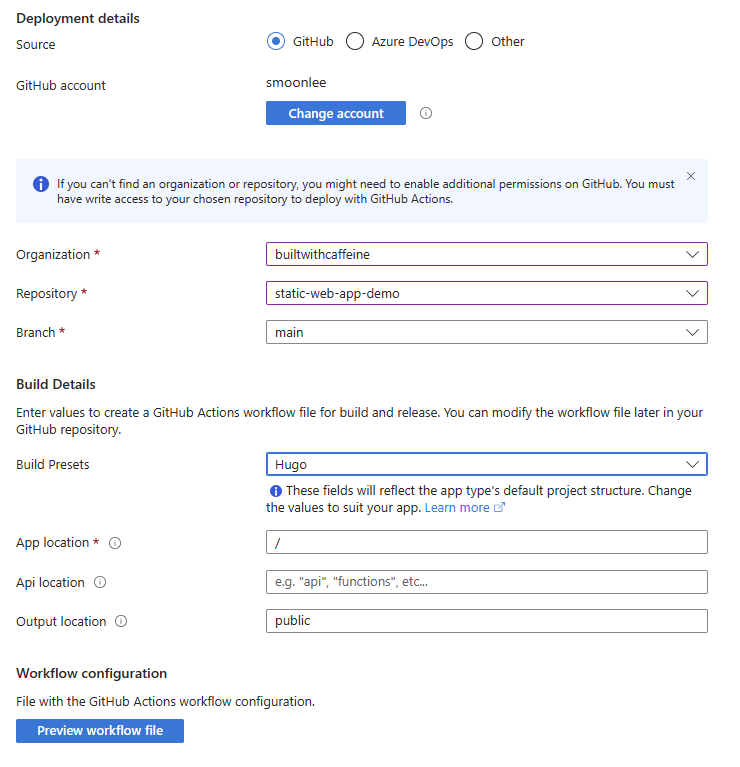 Deployment details
Source
GitHub Azure DevOps Other
GitHub account
smoonlee
Change account
If you can't find an organization or repository, you might need to enable additional permissions on GitHub. You must
have write access to your chosen repository to deploy with GitHub Actions.
Organization *
builtwithcaffeine
Repository *
static-web-app-demo
Branch *
main
Build Details
Enter values to create a GitHub Actions workflow file for build and release. You can modify the workflow file later in your
GitHub repository.
Build Presets
Hugo
These fields will reflect the app type's default project structure. Change
the values to suit your app. Learn more
App location *
/
Api location
e.g. "api", "functions", etc...
Output location
public
Workflow configuration
File with the GitHub Actions workflow configuration.
Preview workflow file